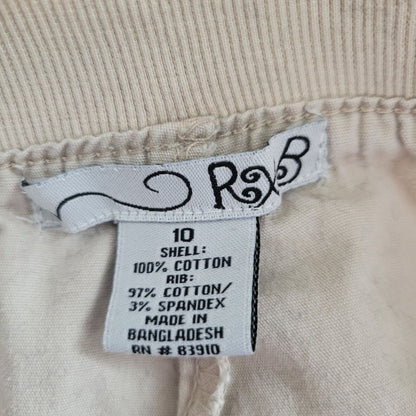 RXB
10
SHELL:
100% COTTON
RIB:
97% COTTON/
3% SPANDEX
MADE IN
BANGLADESH
RN # 83910